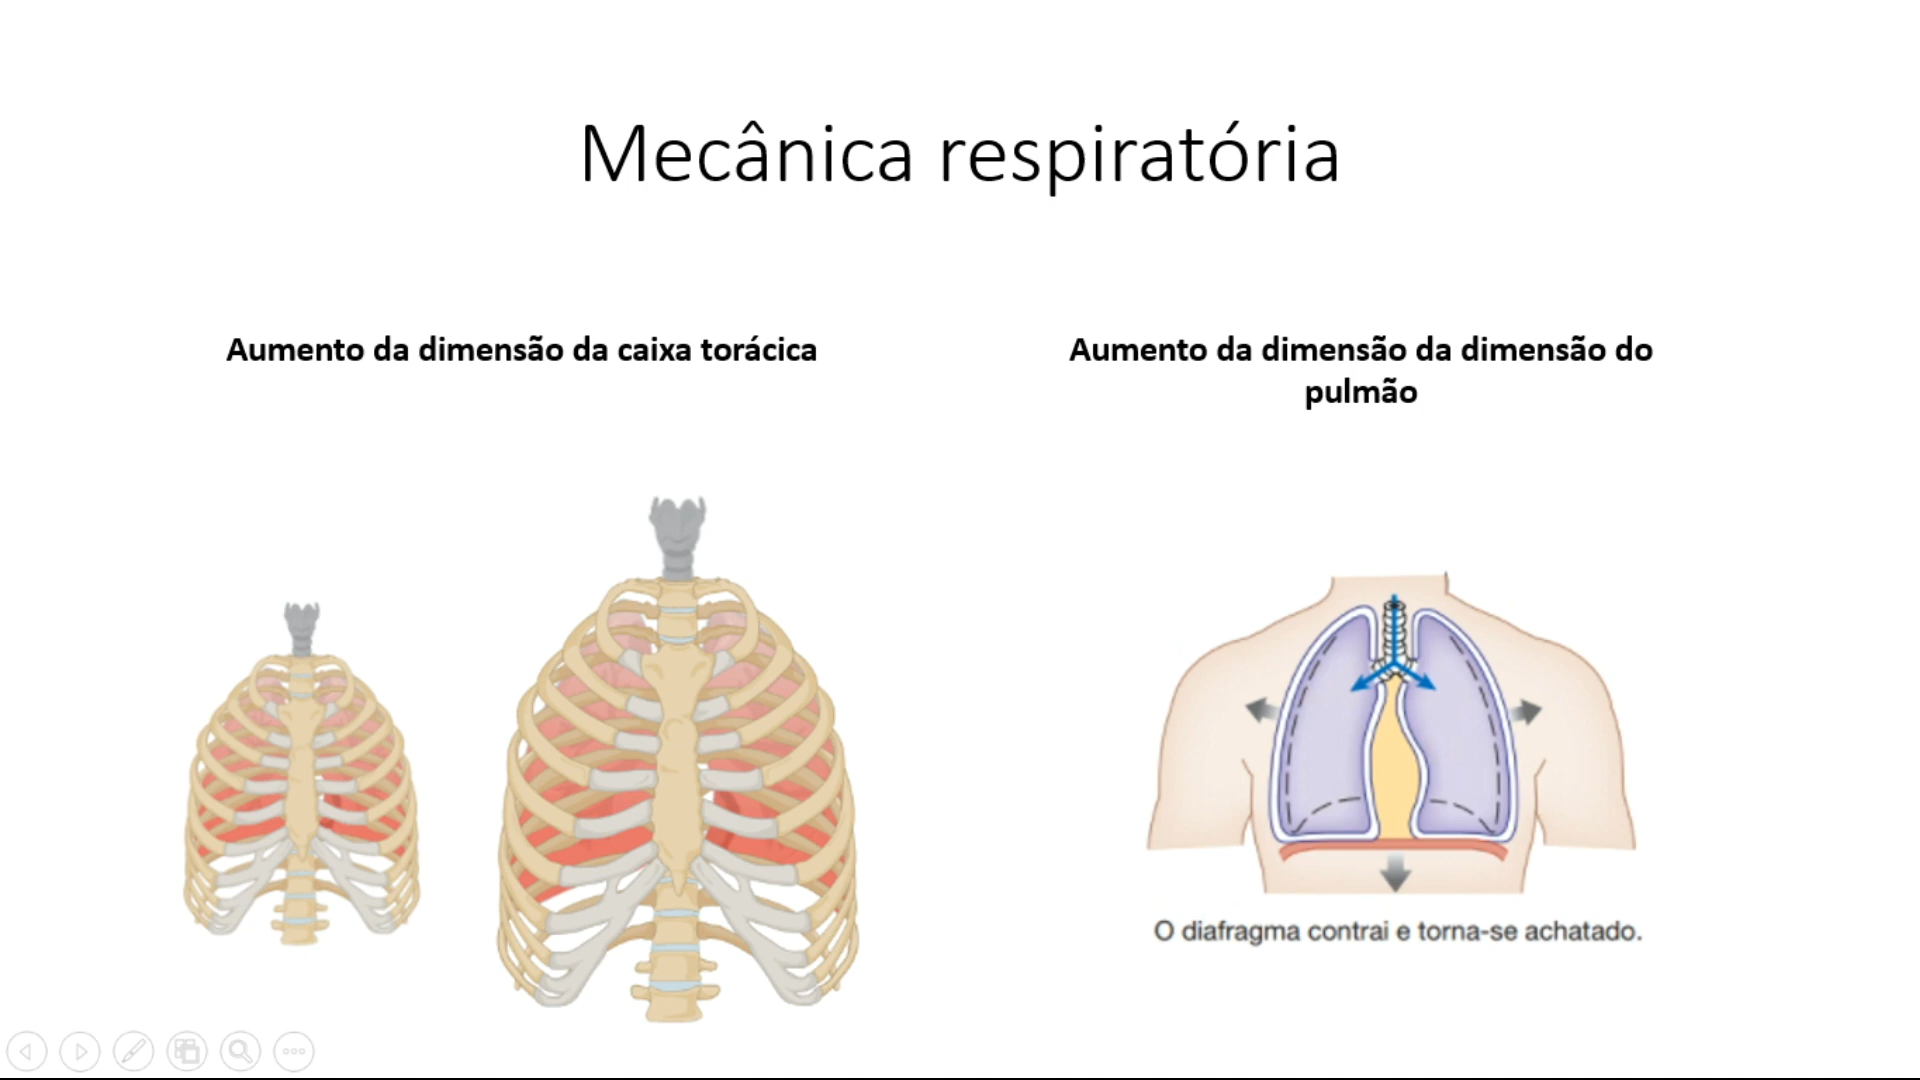 Mecânica respiratória
Aumento da dimensão da caixa torácica
Aumento da dimensão da dimensão do
pulmão
O diafragma contrai e torna-se achatado.